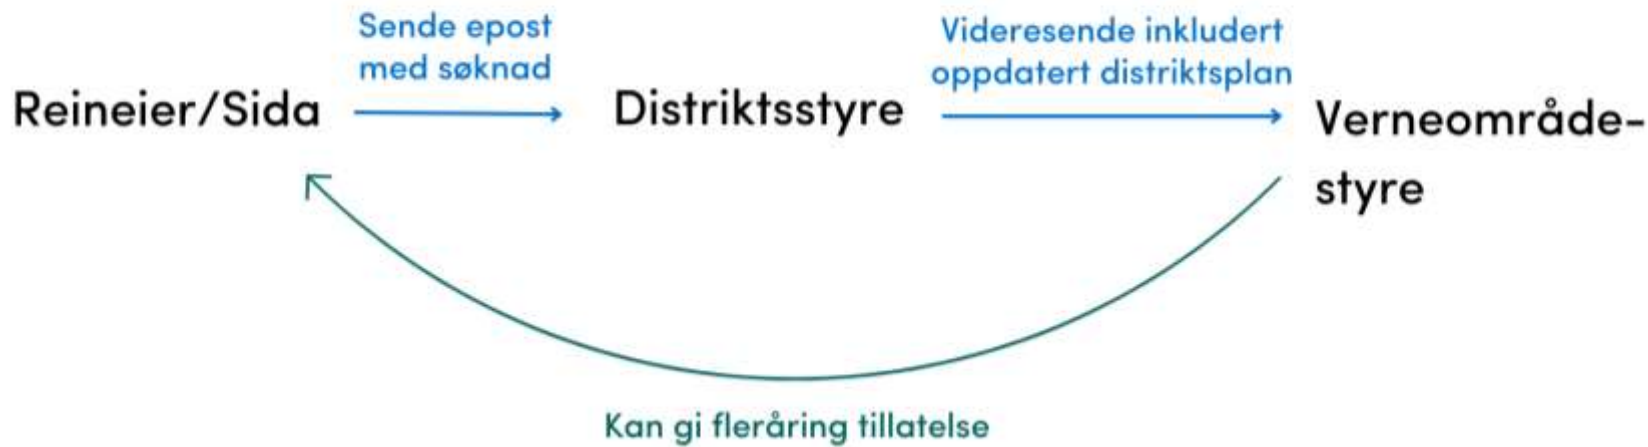 Sende epost
med søknad
Videresende inkludert
oppdatert distriktsplan
Reineier/Sida
Distriktsstyre
Verneområde-
styre
Kan gi fleråring tillatelse